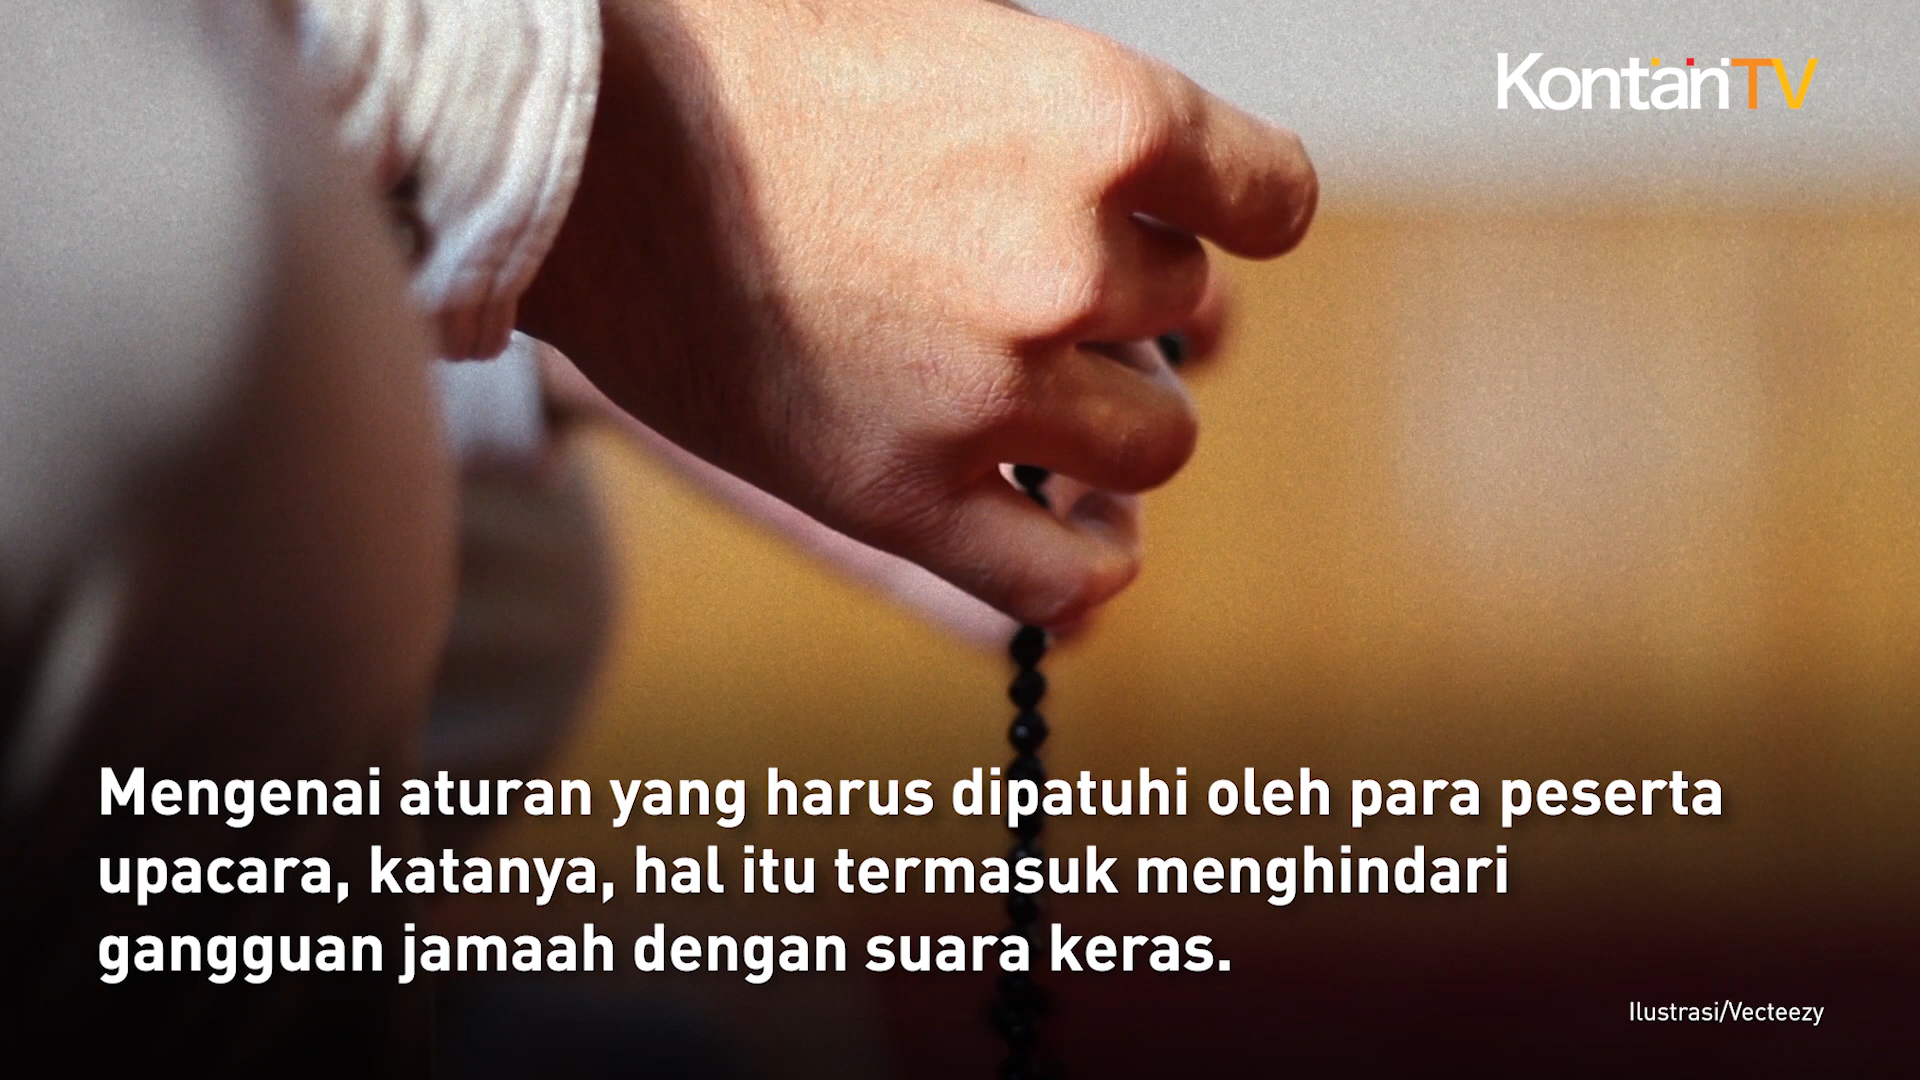 KontanTV
Mengenai aturan yang harus dipatuhi oleh para peserta
upacara, katanya, hal itu termasuk menghindari
gangguan jamaah dengan suara keras.
Ilustrasi/Vecteezy